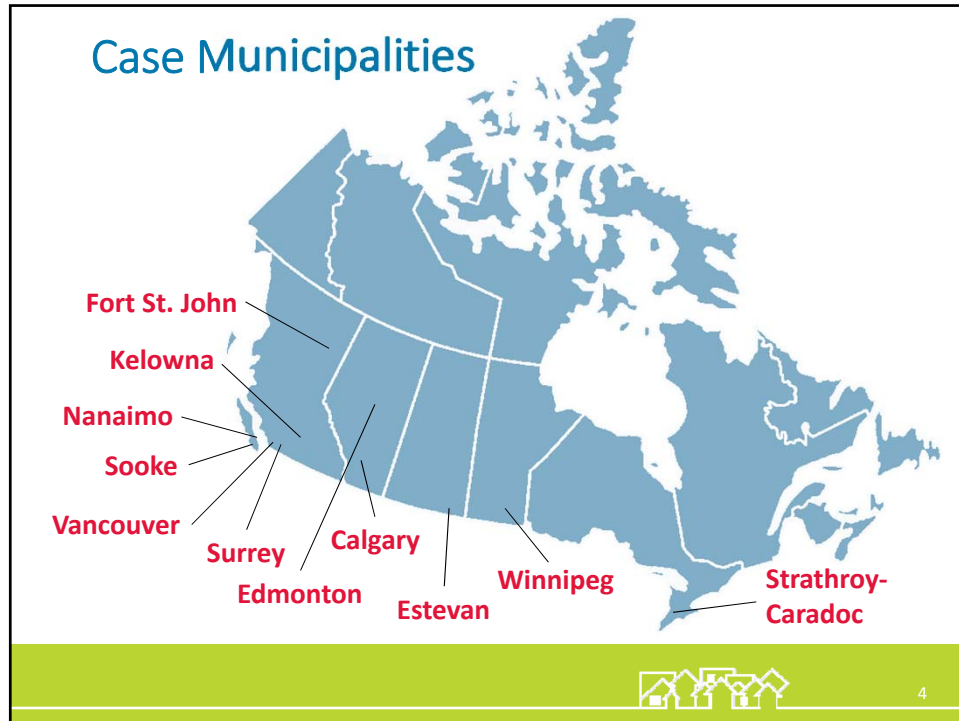 Case Municipalities
Fort St. John
Kelowna
Nanaimo
Sooke
Vancouver
Surrey
Edmonton
Calgary
Estevan
Winnipeg
Strathroy-
Caradoc
4